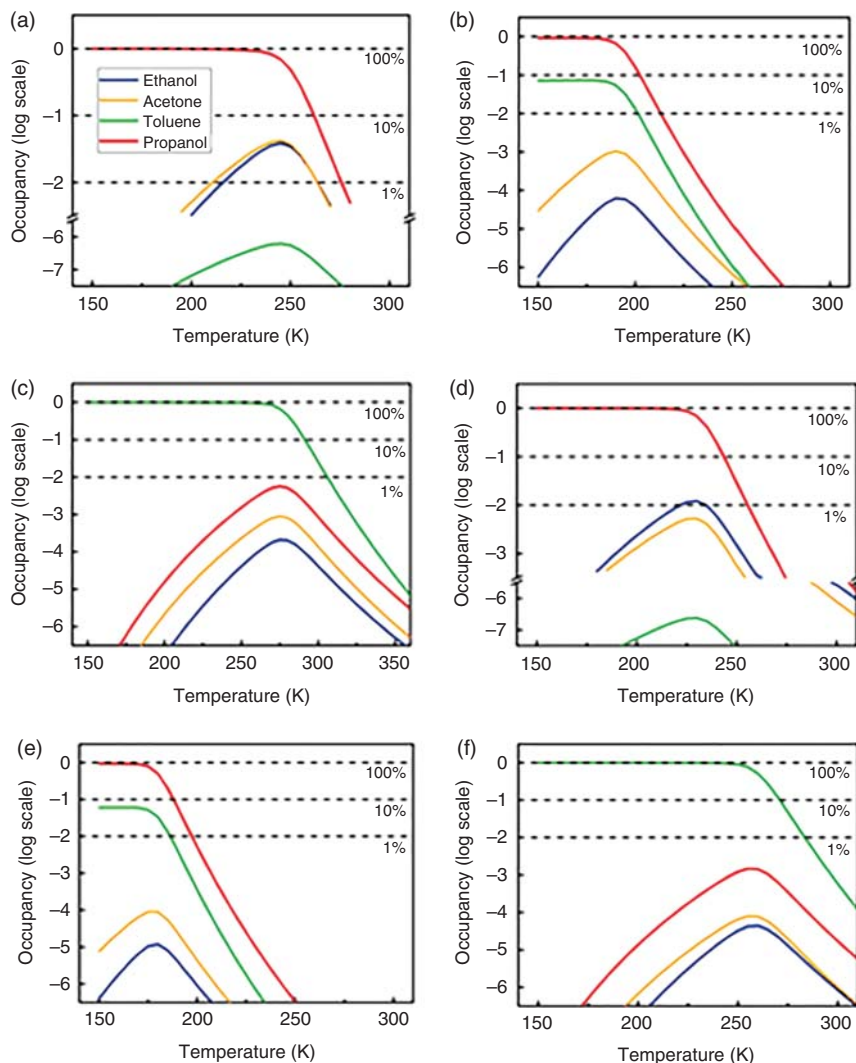 (a)
Occupancy (log scale)
0
−1
−2
−6
−7
100%
10%
1%
Ethanol
Acetone
Toluene
Propanol
150 200 250 300
Temperature (K)
(b)
Occupancy (log scale)
0
−1
−2
−3
−4
−5
−6
100%
10%
1%
150 200 250 300
Temperature (K)
(c)
Occupancy (log scale)
0
−1
−2
−3
−4
−5
−6
100%
10%
1%
150 200 250 300 350
Temperature (K)
(d)
Occupancy (log scale)
0
−1
−2
−3
−6
−7
100%
10%
1%
150 200 250 300
Temperature (K)
(e)
Occupancy (log scale)
0
−1
−2
−3
−4
−5
−6
100%
10%
1%
150 200 250 300
Temperature (K)
(f)
Occupancy (log scale)
0
−1
−2
−3
−4
−5
−6
100%
10%
1%
150 200 250 300
Temperature (K)